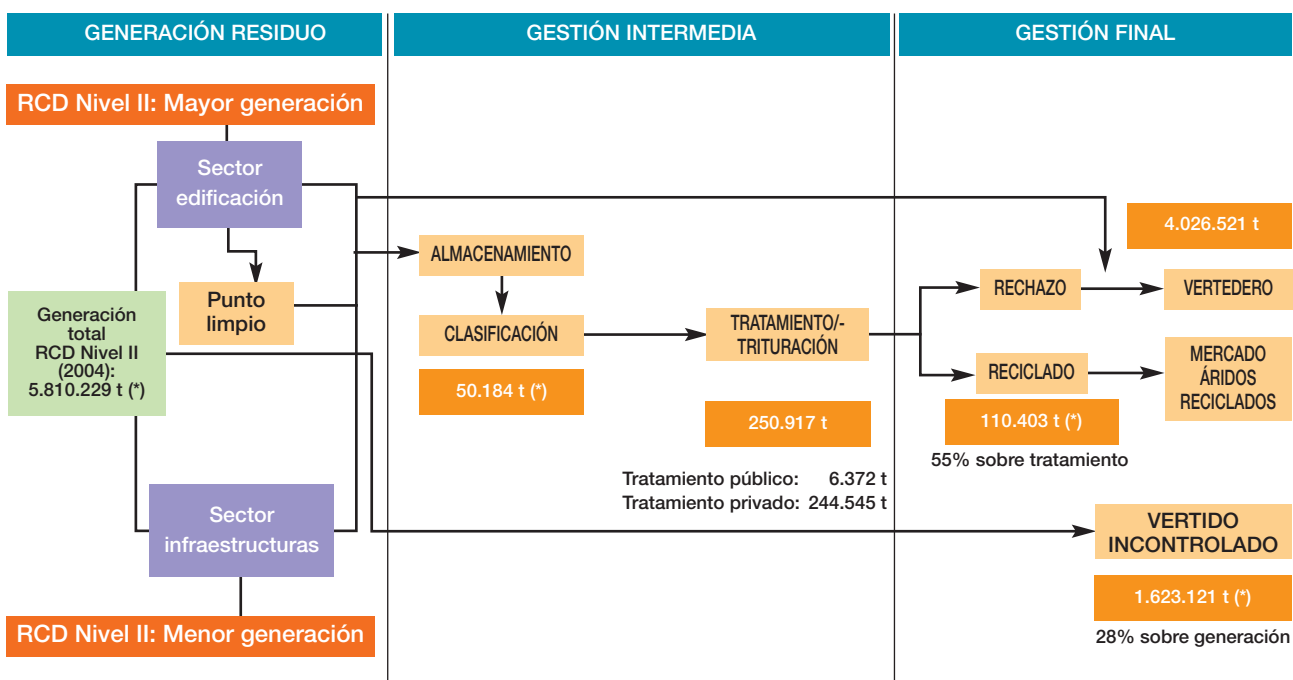 GENERACIÓN RESIDUO
GESTIÓN INTERMEDIA
GESTIÓN FINAL
RCD Nivel II: Mayor generación
Sector
edificación
Punto
limpio
Generación
total
RCD Nivel II
(2004):
5.810.229 t (*)
Sector
infraestructuras
RCD Nivel II: Menor generación
ALMACENAMIENTO
CLASIFICACIÓN
50.184 t (*)
TRATAMIENTO/-
TRITURACIÓN
250.917 t
Tratamiento público: 6.372 t
Tratamiento privado: 244.545 t
4.026.521 t
RECHAZO
VERTEDERO
RECICLADO
MERCADO
ÁRIDOS
RECICLADOS
110.403 t (*)
55% sobre tratamiento
VERTIDO
INCONTROLADO
1.623.121 t (*)
28% sobre generación